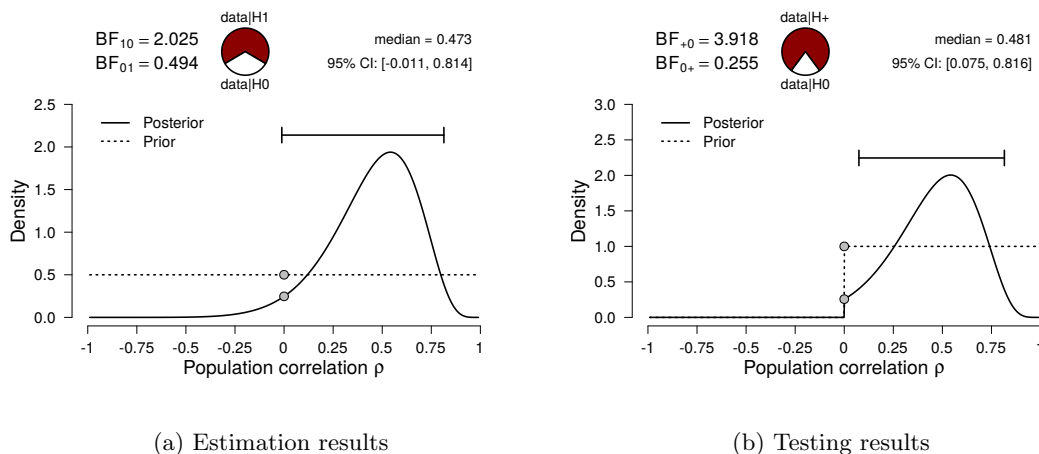 data|H1
BF10 = 2.025
BF01 = 0.494
median = 0.473
95% CI: [-0.011, 0.814]
data|H0
2.5
2.0
1.5
1.0
0.5
0.0
Density
Posterior
Prior
-1 -0.75 -0.5 -0.25 0 0.25 0.5 0.75 1
Population correlation ρ
(a) Estimation results
data|H+
BF+0 = 3.918
BF0+ = 0.255
median = 0.481
95% CI: [0.075, 0.816]
data|H0
3.0
2.5
2.0
1.5
1.0
0.5
0.0
Density
Posterior
Prior
-1 -0.75 -0.5 -0.25 0 0.25 0.5 0.75 1
Population correlation ρ
(b) Testing results